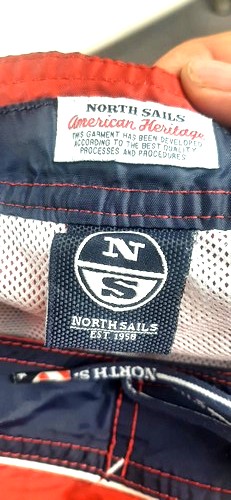 NORTH SAILS
American Heritage
THIS GARMENT HAS BEEN DEVELOPED
ACCORDING TO THE BEST QUALITY
PROCESSES AND PROCEDURES
N
S
NORTH SAILS
EST. 1958
NORTH S